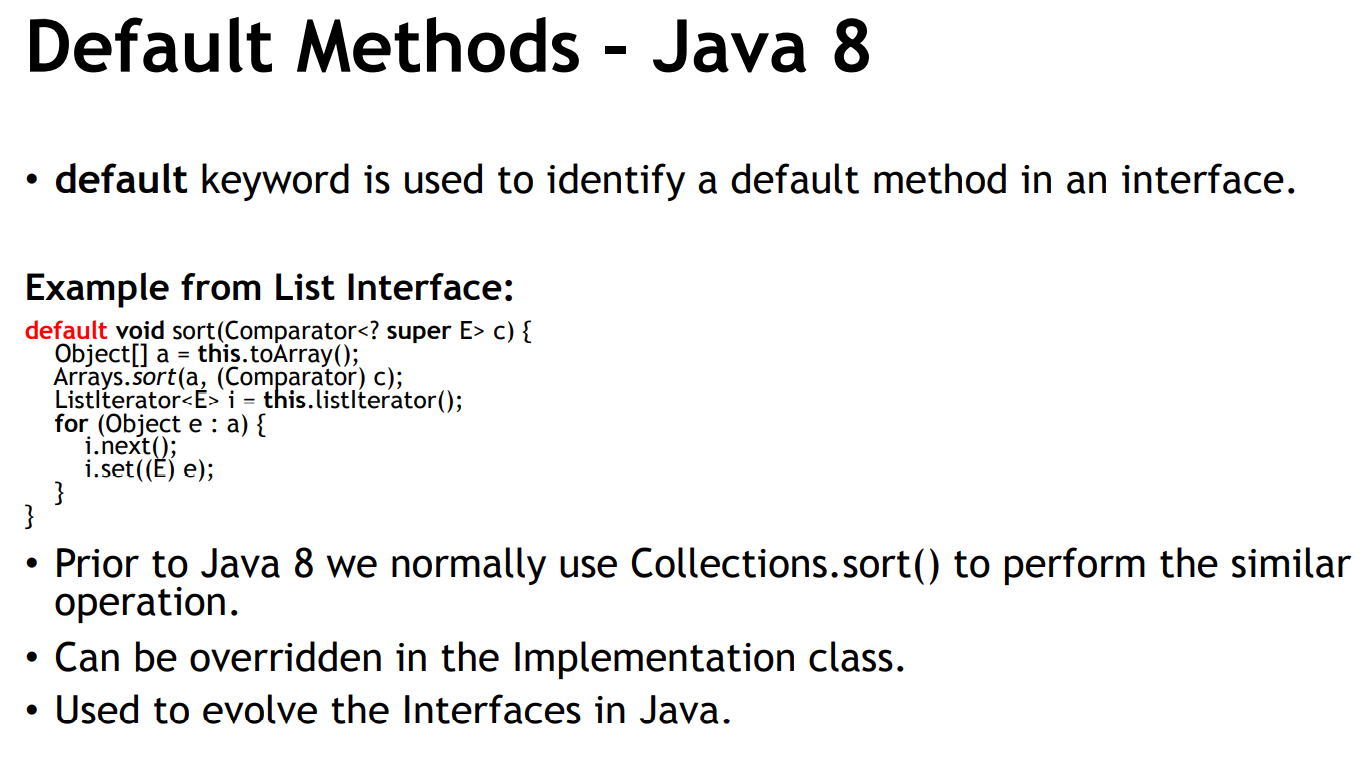 Default Methods – Java 8
• default keyword is used to identify a default method in an interface.
Example from List Interface:
default void sort(Comparator<? super E> c) {
Object[] a = this.toArray();
Arrays.sort(a, (Comparator) c);
ListIterator<E> i = this.listIterator();
for (Object e : a) {
i.next();
i.set((E) e);
}
}
• Prior to Java 8 we normally use Collections.sort() to perform the similar
operation.
• Can be overridden in the Implementation class.
• Used to evolve the Interfaces in Java.